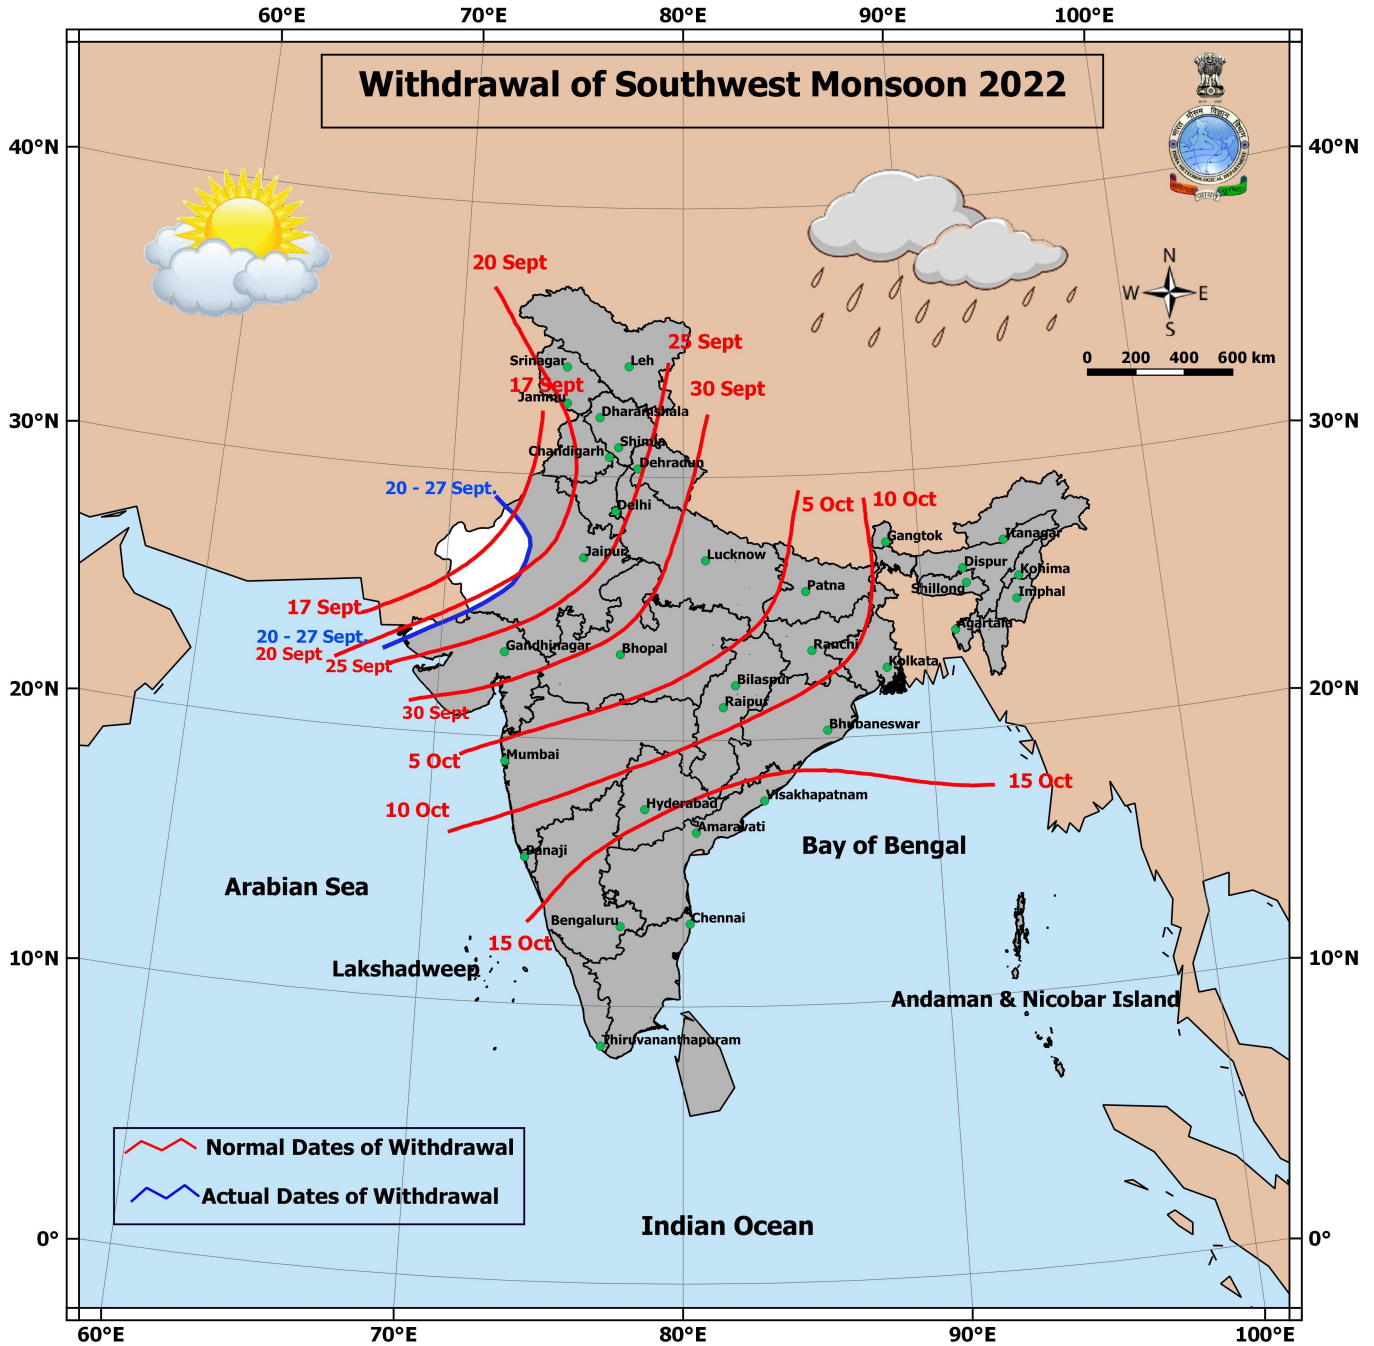 60°E 70°E 80°E 90°E 100°E
Withdrawal of Southwest Monsoon 2022
40°N 40°N
N
W E
S
20 Sept
25 Sept
0 200 400 600 km
Srinagar Leh
17 Sept 30 Sept
Jammu
Dharamshala
30°N 30°N
Shimla
Chandigarh
Dehradun
20 - 27 Sept.
5 Oct 10 Oct
Delhi
Gangtok Itanagar
Jaipur Lucknow
Dispur Kohima
Patna Shillong Imphal
17 Sept
Agartala
20 - 27 Sept.
20 Sept
25 Sept
Gandhinagar Bhopal Ranchi
Kolkata
20°N 20°N
Bilaspur
Raipur
30 Sept
Bhubaneswar
5 Oct Mumbai
15 Oct
10 Oct
Hyderabad Visakhapatnam
Amaravati
Panaji
Bay of Bengal
Arabian Sea
Bengaluru Chennai
15 Oct
10°N 10°N
Lakshadweep
Andaman & Nicobar Island
Thiruvananthapuram
Normal Dates of Withdrawal
Actual Dates of Withdrawal
Indian Ocean
0° 0°
60°E 70°E 80°E 90°E 100°E